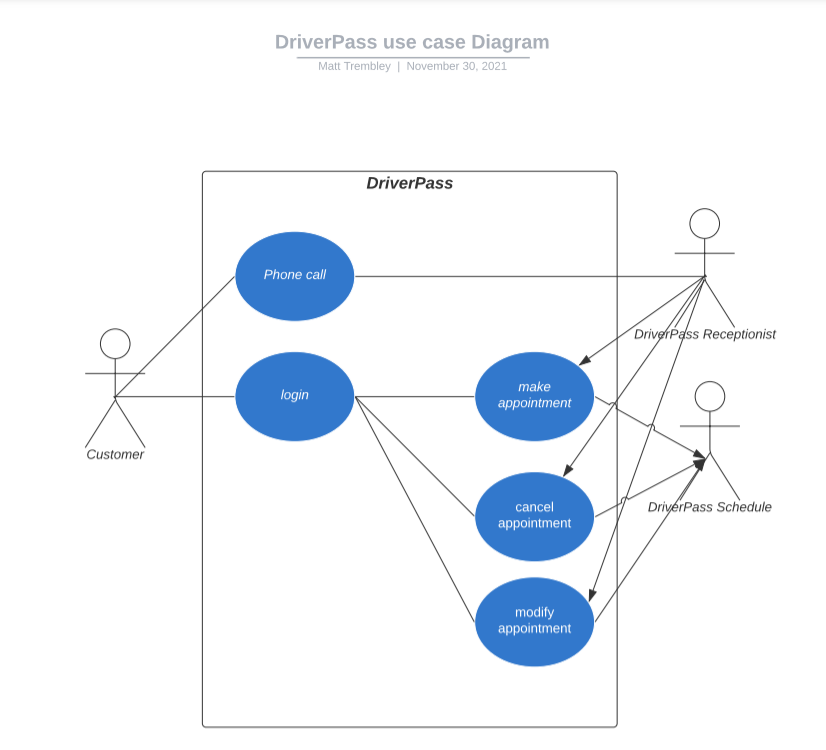 DriverPass use case Diagram
Matt Trembley | November 30, 2021
DriverPass
Phone call
DriverPass Receptionist
login
make
appointment
Customer
cancel
appointment
DriverPass Schedule
modify
appointment